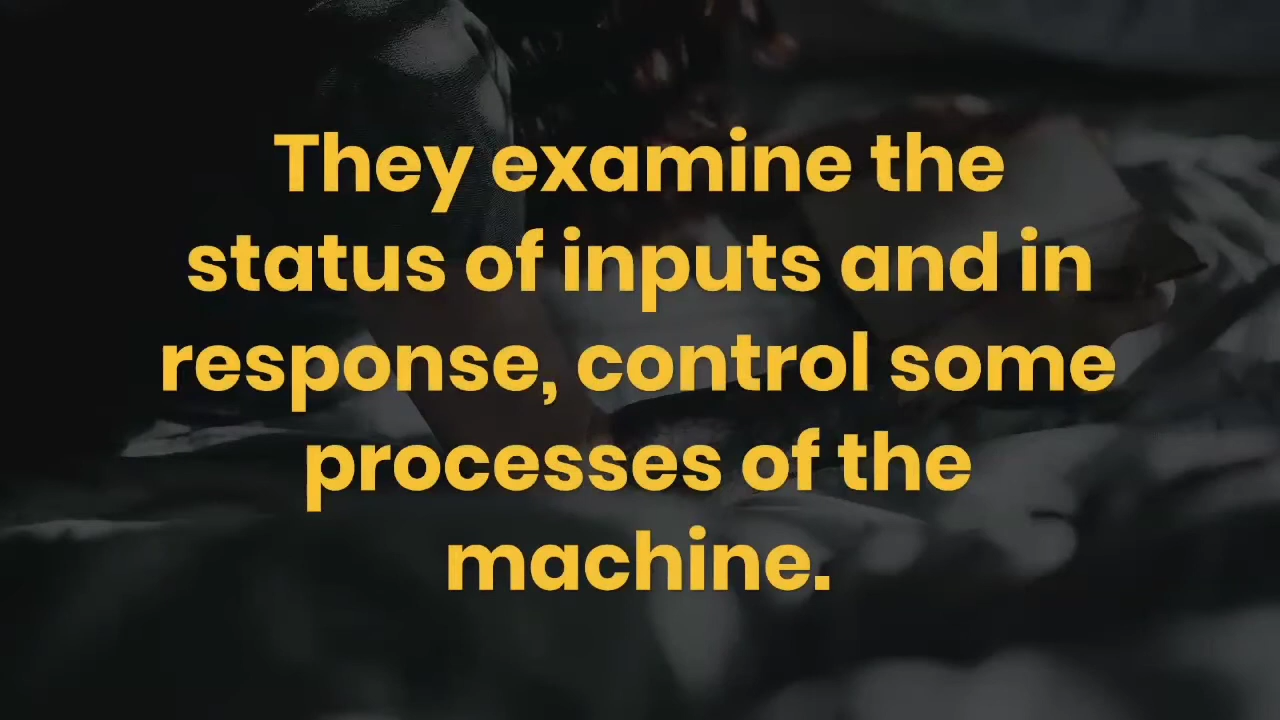 They examine the
status of inputs and in
response, control some
processes of the
machine.